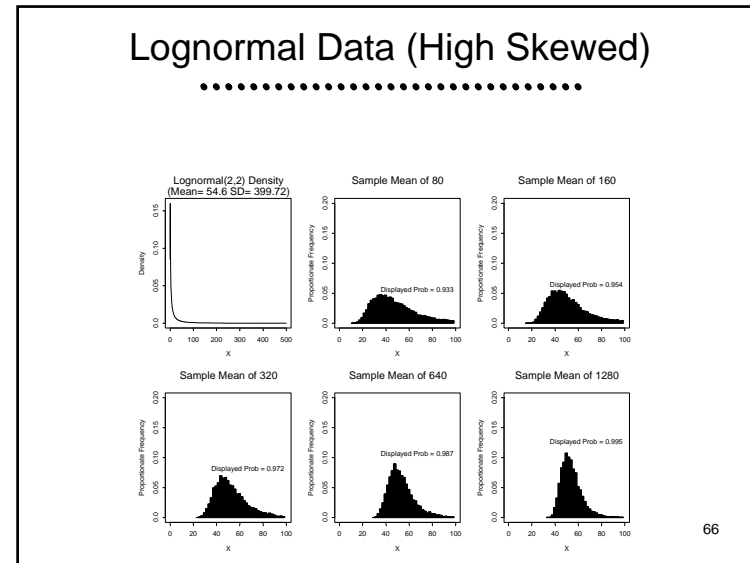 Lognormal Data (High Skewed)
Lognormal(2,2) Density
(Mean= 54.6 SD= 399.72)
Density
0.0 0.05 0.10 0.15
0 100 200 300 400 500
X
Sample Mean of 80
Proportionate Frequency
0.0 0.05 0.10 0.15 0.20
Displayed Prob = 0.933
0 20 40 60 80 100
X
Sample Mean of 160
Proportionate Frequency
0.0 0.05 0.10 0.15 0.20
Displayed Prob = 0.954
0 20 40 60 80 100
X
Sample Mean of 320
Proportionate Frequency
0.0 0.05 0.10 0.15 0.20
Displayed Prob = 0.972
0 20 40 60 80 100
X
Sample Mean of 640
Proportionate Frequency
0.0 0.05 0.10 0.15 0.20
Displayed Prob = 0.987
0 20 40 60 80 100
X
Sample Mean of 1280
Proportionate Frequency
0.0 0.05 0.10 0.15 0.20
Displayed Prob = 0.995
0 20 40 60 80 100
X
66